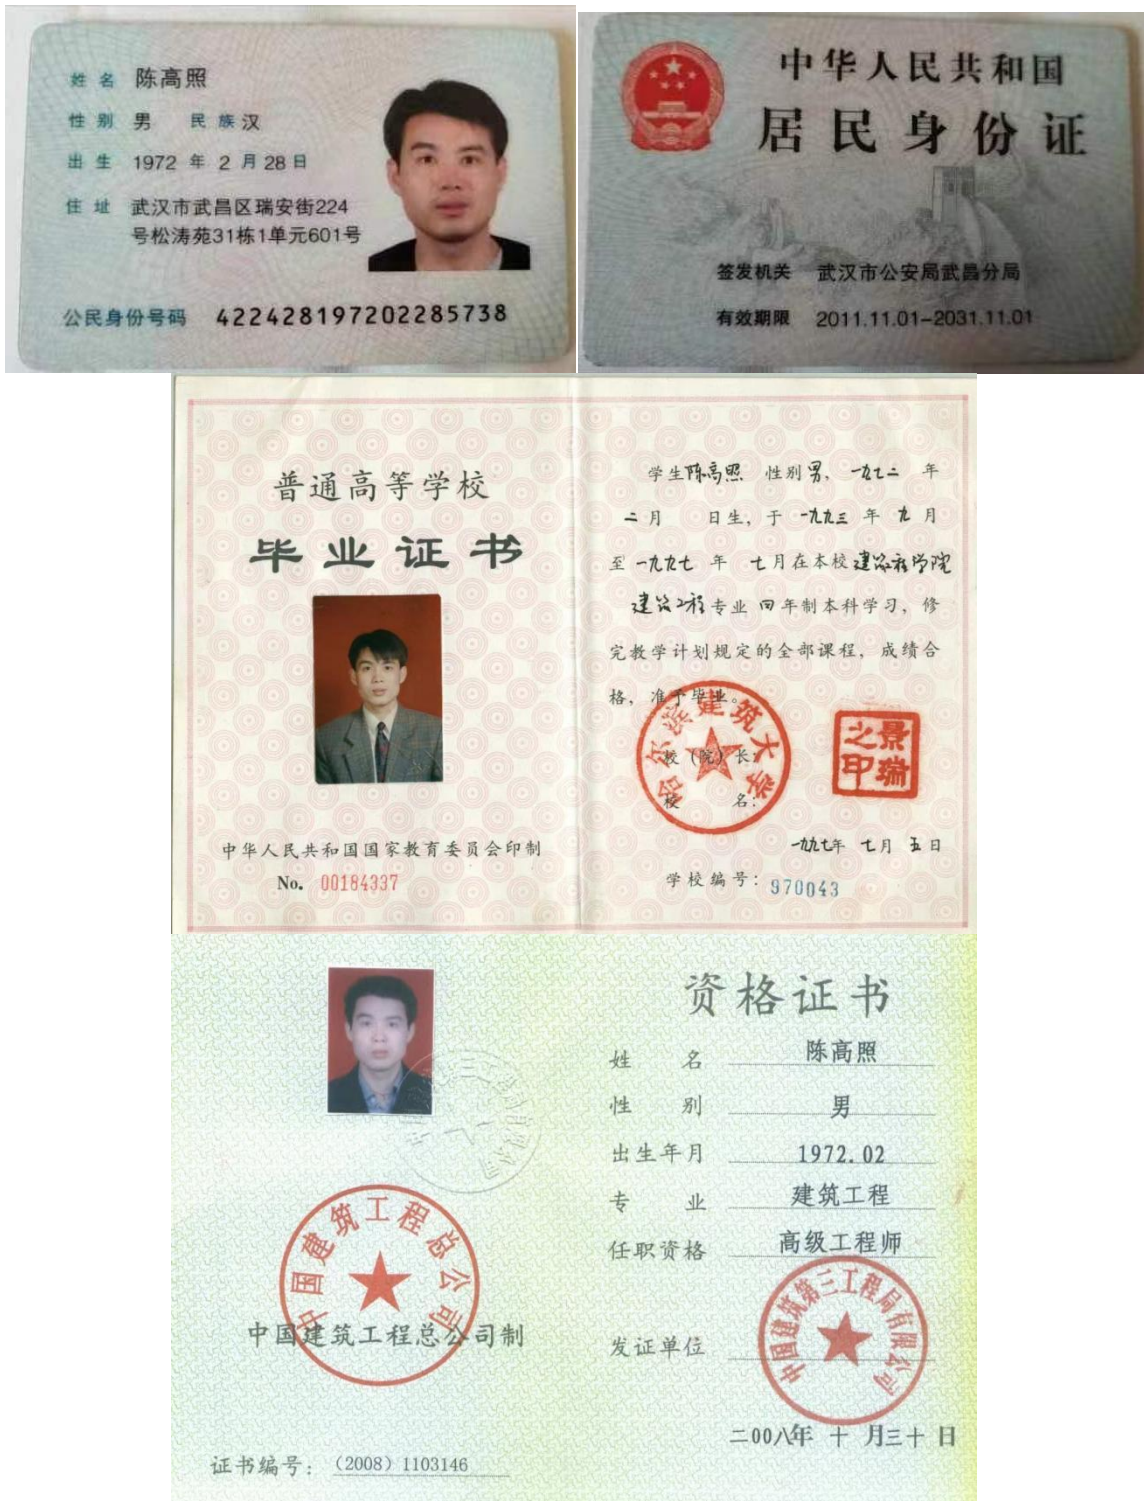 姓名 陈高照
性别 男 民族 汉
出生 1972 年 2 月 28 日
住址 武汉市武昌区瑞安街224
号松涛苑31栋1单元601号
公民身份号码 422428197202285738
中华人民共和国
居民身份证
签发机关 武汉市公安局武昌分局
有效期限 2011.11.01-2031.11.01
普通高等学校
毕业证书
中华人民共和国国家教育委员会印制
No. 00184337
学生陈高照 性别男，一九七二年
二月 日生，于一九九三年九月
至一九九七年 七月在本校建筑工程学院
建筑工程专业 四年制本科学习，修
完教学计划规定的全部课程，成绩合
格，准予毕业。
哈尔滨建筑大学
校（院）长：
景瑞之印
校 名：
一九九七年 七月 五日
学校编号：970043
资格证书
姓名 陈高照
性别 男
出生年月 1972.02
专业 建筑工程
任职资格 高级工程师
发证单位
中国建筑第三工程局有限公司
二00八年 十月三十日
中国建筑工程总公司
中国建筑工程总公司制
证书编号：（2008）1103146